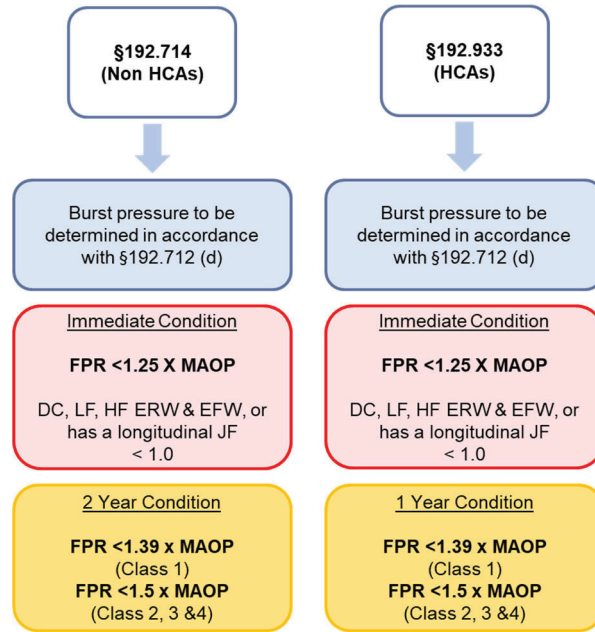 §192.714
(Non HCAs)
Burst pressure to be
determined in accordance
with §192.712 (d)
Immediate Condition
FPR <1.25 X MAOP
DC, LF, HF ERW & EFW, or
has a longitudinal JF
< 1.0
2 Year Condition
FPR <1.39 x MAOP
(Class 1)
FPR <1.5 x MAOP
(Class 2, 3 &4)
§192.933
(HCAs)
Burst pressure to be
determined in accordance
with §192.712 (d)
Immediate Condition
FPR <1.25 X MAOP
DC, LF, HF ERW & EFW, or
has a longitudinal JF
< 1.0
1 Year Condition
FPR <1.39 x MAOP
(Class 1)
FPR <1.5 x MAOP
(Class 2, 3 &4)